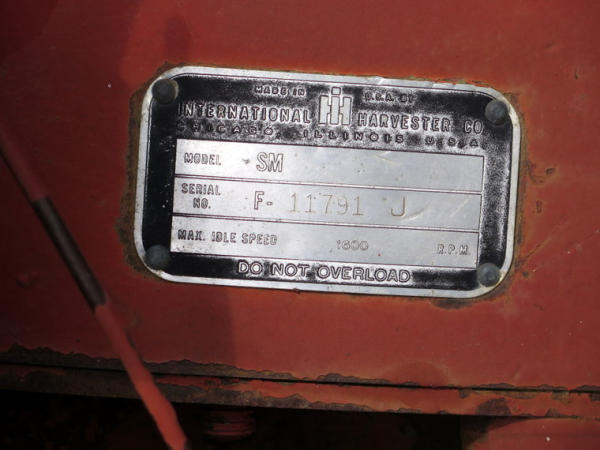 MADE IN IH U.S.A. BY
INTERNATIONAL HARVESTER CO
CHICAGO, ILLINOIS, U.S.A
MODEL SM
SERIAL NO. F- 11791 J
MAX. IDLE SPEED 1600 R.P.M.
DO NOT OVERLOAD